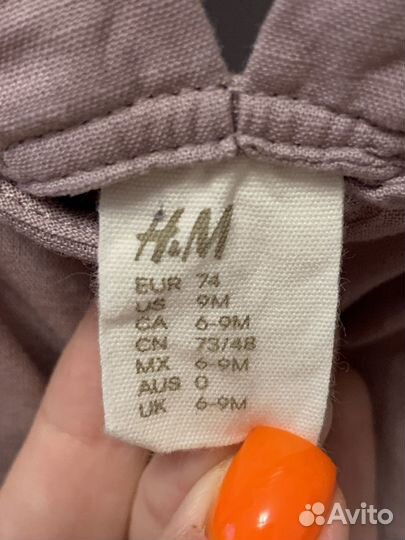 H&M
EUR 74
US 9M
CA 6-9M
CN 73/48
MX 6-9M
AUS 0
UK 6-9M
Avito